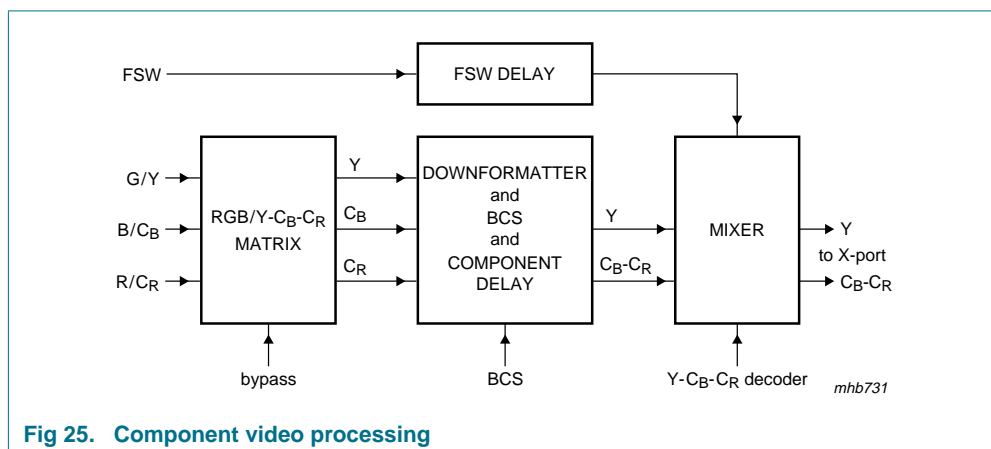 FSW
FSW DELAY
G/Y
B/CB
R/CR
RGB/Y-CB-CR
MATRIX
Y
CB
CR
DOWNFORMATTER
and
BCS
and
COMPONENT
DELAY
Y
CB-CR
MIXER
Y
to X-port
CB-CR
bypass
BCS
Y-CB-CR decoder
mhb731
Fig 25. Component video processing